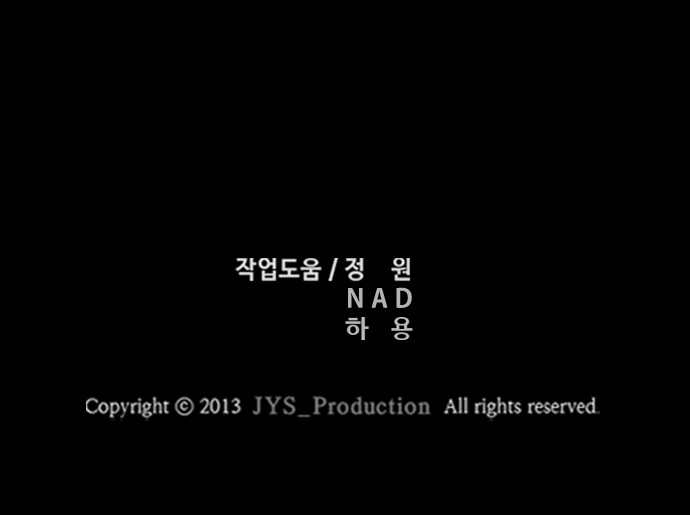 작업도움 / 정 원
N A D
하 용
Copyright ⓒ 2013 JYS_Production All rights reserved.